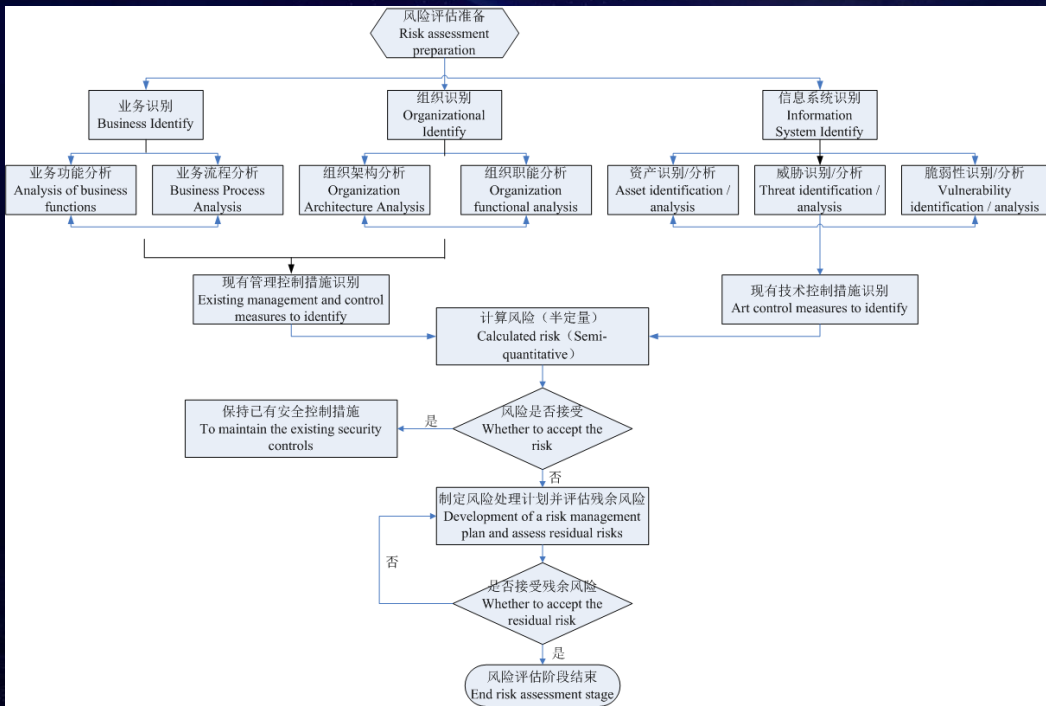 风险评估准备
Risk assessment
preparation
业务识别
Business Identify
组织识别
Organizational
Identify
信息系统识别
Information
System Identify
业务功能分析
Analysis of business
functions
业务流程分析
Business Process
Analysis
组织架构分析
Organization
Architecture Analysis
组织职能分析
Organization
functional analysis
资产识别/分析
Asset identification /
analysis
威胁识别/分析
Threat identification /
analysis
脆弱性识别/分析
Vulnerability
identification / analysis
现有管理控制措施识别
Existing management and control
measures to identify
现有技术控制措施识别
Art control measures to identify
计算风险（半定量）
Calculated risk（Semi-
quantitative）
风险是否接受
Whether to accept the
risk
是
保持已有安全控制措施
To maintain the existing security
controls
否
制定风险处理计划并评估残余风险
Development of a risk management
plan and assess residual risks
否
是否接受残余风险
Whether to accept the
residual risk
是
风险评估阶段结束
End risk assessment stage